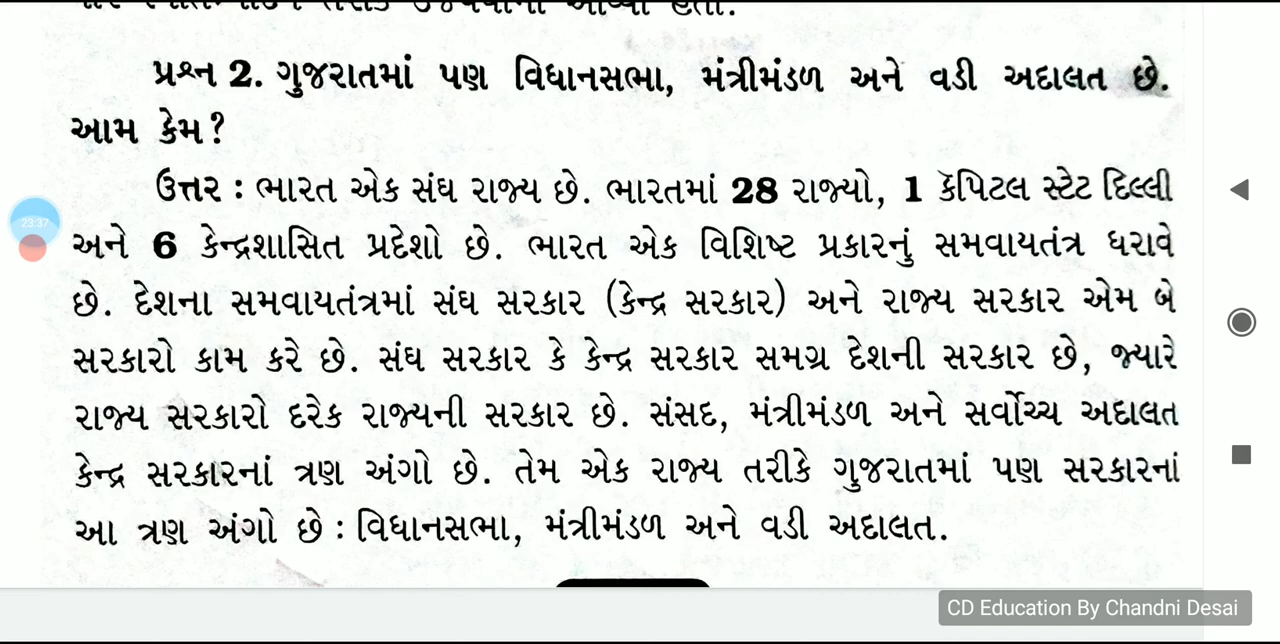 પ્રશ્ન 2. ગુજરાતમાં પણ વિધાનસભા, મંત્રીમંડળ અને વડી અદાલત છે.
આમ કેમ?
ઉત્તર : ભારત એક સંઘ રાજ્ય છે. ભારતમાં 28 રાજ્યો, 1 કૅપિટલ સ્ટેટ દિલ્લી
અને 6 કેન્દ્રશાસિત પ્રદેશો છે. ભારત એક વિશિષ્ટ પ્રકારનું સમવાયતંત્ર ધરાવે
છે. દેશના સમવાયતંત્રમાં સંઘ સરકાર (કેન્દ્ર સરકાર) અને રાજ્ય સરકાર એમ બે
સરકારો કામ કરે છે. સંઘ સરકાર કે કેન્દ્ર સરકાર સમગ્ર દેશની સરકાર છે, જ્યારે
રાજ્ય સરકારો દરેક રાજ્યની સરકાર છે. સંસદ, મંત્રીમંડળ અને સર્વોચ્ચ અદાલત
કેન્દ્ર સરકારનાં ત્રણ અંગો છે. તેમ એક રાજ્ય તરીકે ગુજરાતમાં પણ સરકારનાં
આ ત્રણ અંગો છે : વિધાનસભા, મંત્રીમંડળ અને વડી અદાલત.
23:37
CD Education By Chandni Desai